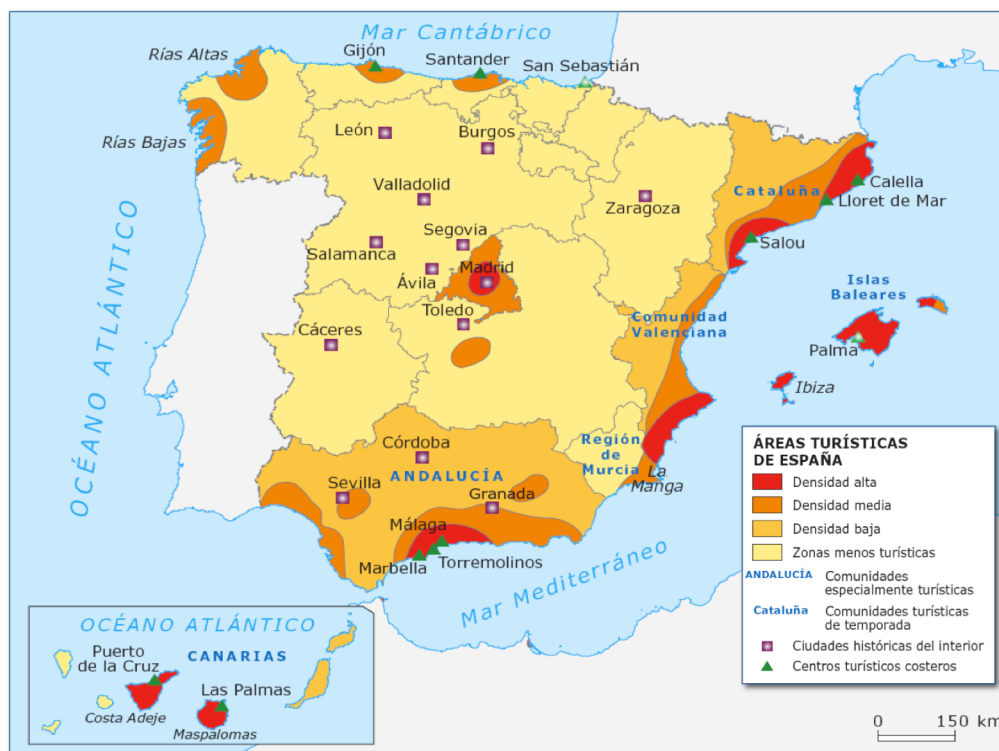 Mar Cantábrico
Rías Altas
Gijón
Santander
San Sebastián
Rías Bajas
León
Burgos
Cataluña
Calella
Lloret de Mar
Valladolid
Zaragoza
Segovia
Salamanca
Salou
Ávila
Madrid
Islas
Baleares
OCÉANO ATLÁNTICO
Toledo
Comunidad
Valenciana
Cáceres
Palma
Ibiza
Córdoba
Región
de
Murcia
La
Manga
ANDALUCÍA
Sevilla
Granada
Málaga
Marbella
Torremolinos
Mar Mediterráneo
ÁREAS TURÍSTICAS
DE ESPAÑA
Densidad alta
Densidad media
Densidad baja
Zonas menos turísticas
ANDALUCÍA Comunidades
especialmente turísticas
Cataluña Comunidades turísticas
de temporada
Ciudades históricas del interior
Centros turísticos costeros
OCÉANO ATLÁNTICO
Puerto
de la Cruz
CANARIAS
Las Palmas
Costa Adeje
Maspalomas
0 150 km